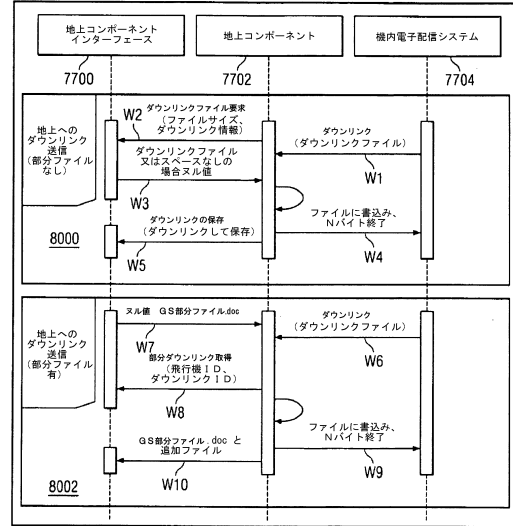 地上コンポーネント
インターフェース
地上コンポーネント
機内電子配信システム
7700
7702
7704
地上への
ダウンリンク
送信
(部分ファイル
なし)
8000
ダウンリンクファイル要求
(ファイルサイズ、
ダウンリンク情報)
W2
ダウンリンク
(ダウンリンクファイル)
W1
ダウンリンクファイル
又はスペースなしの
場合ヌル値
W3
ファイルに書込み、
Nバイト終了
W4
ダウンリンクの保存
(ダウンリンクして保存)
W5
地上への
ダウンリンク
送信
(部分ファイル
有)
8002
ヌル値 GS部分ファイル.doc
W7
ダウンリンク
(ダウンリンクファイル)
W6
部分ダウンリンク取得
(飛行機ID、
ダウンリンクID)
W8
ファイルに書込み、
Nバイト終了
W9
GS部分ファイル.doc と
追加ファイル
W10